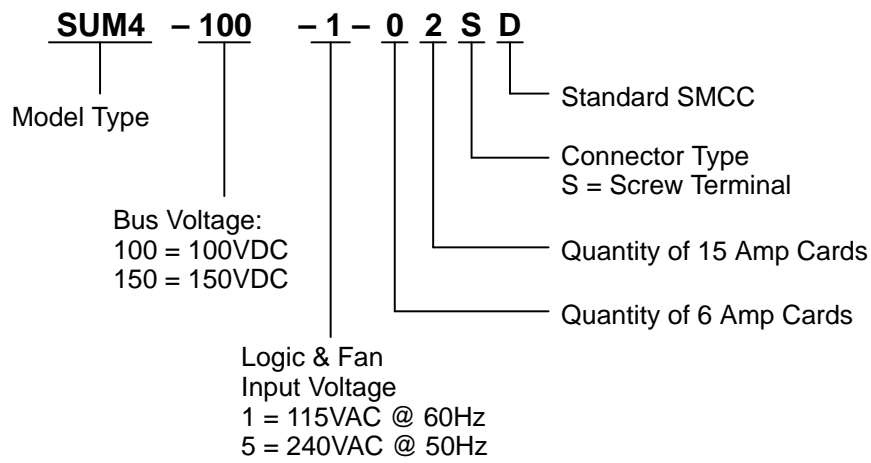 SUM4 – 100 – 1 – 0 2 S D
Standard SMCC
Model Type
Connector Type
S = Screw Terminal
Bus Voltage:
100 = 100VDC
150 = 150VDC
Quantity of 15 Amp Cards
Quantity of 6 Amp Cards
Logic & Fan
Input Voltage
1 = 115VAC @ 60Hz
5 = 240VAC @ 50Hz